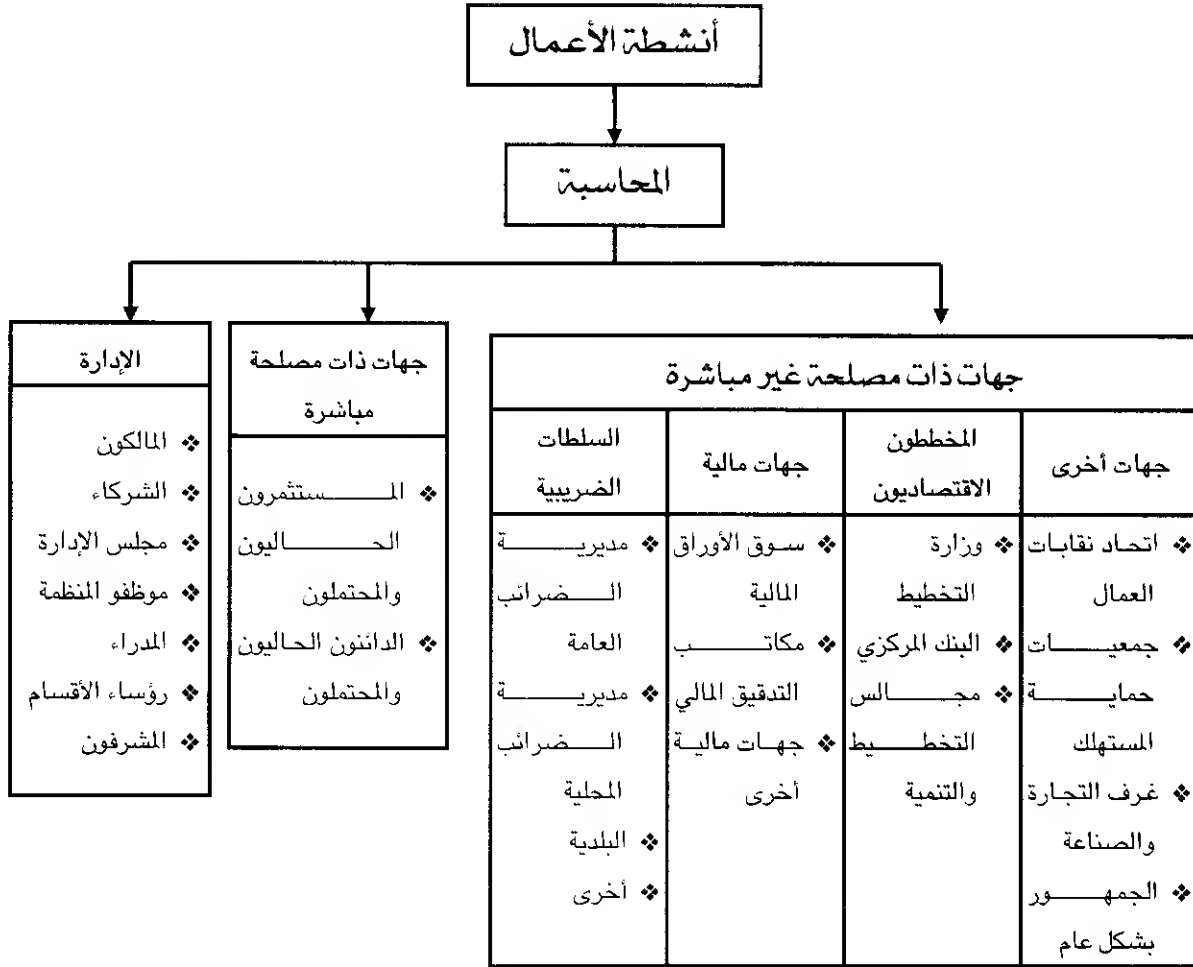 أنشطة الأعمال
المحاسبة
جهات ذات مصلحة غير مباشرة
جهات أخرى
اتحاد نقابات
العمال
جمعيات
حماية
المستهلك
غرف التجارة
والصناعة
الجمهور
بشكل عام
المخططون
الاقتصاديون
وزارة
التخطيط
البنك المركزي
مجالس
التخطيط
والتنمية
جهات مالية
سوق الأوراق
المالية
مكاتب
التدقيق المالي
جهات مالية
أخرى
السلطات
الضريبية
مديرية
الضرائب
العامة
مديرية
الضرائب
المحلية
البلدية
أخرى
جهات ذات مصلحة
مباشرة
المستثمرون
الحاليون
والمحتملون
الدائنون الحاليون
والمحتملون
الإدارة
المالكون
الشركاء
مجلس الإدارة
موظفو المنظمة
المدراء
رؤساء الأقسام
المشرفون